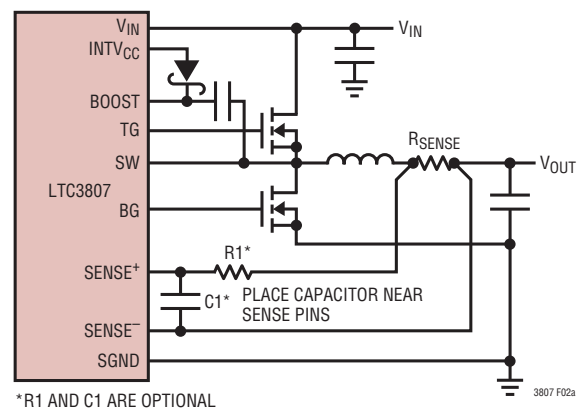 VIN
VIN
INTVCC
BOOST
TG
RSENSE
SW
VOUT
LTC3807
BG
R1*
SENSE+
C1*
PLACE CAPACITOR NEAR
SENSE PINS
SENSE−
SGND
3807 F02a
*R1 AND C1 ARE OPTIONAL